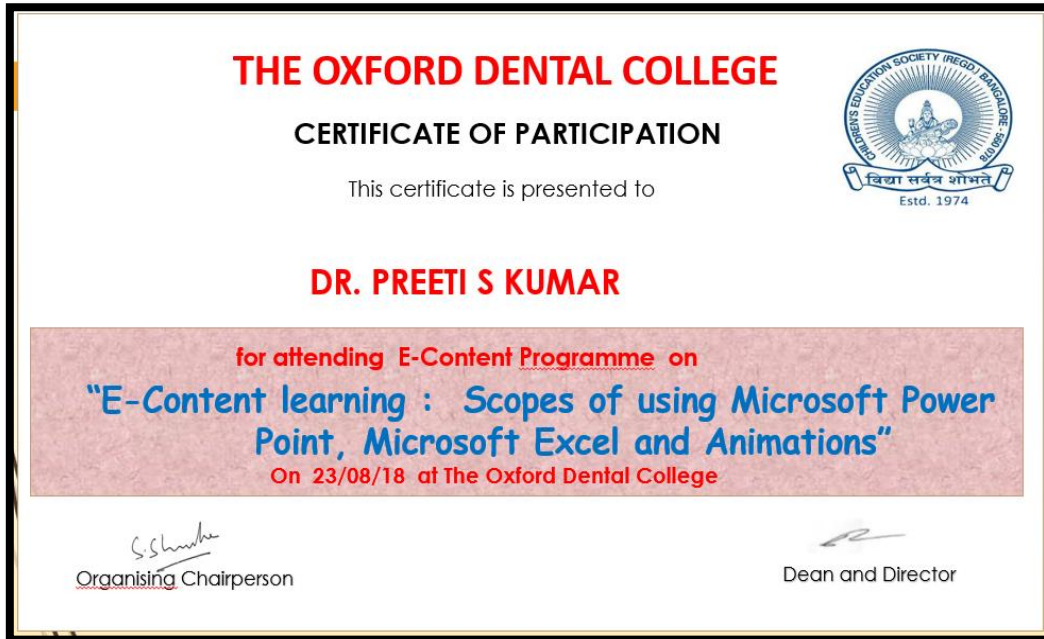 THE OXFORD DENTAL COLLEGE
CERTIFICATE OF PARTICIPATION
This certificate is presented to
CHILDREN'S EDUCATION SOCIETY (REGD.) BANGALORE - 560 078
विद्या सर्वत्र शोभते
Estd. 1974
DR. PREETI S KUMAR
for attending E-Content Programme on
“E-Content learning : Scopes of using Microsoft Power
Point, Microsoft Excel and Animations”
On 23/08/18 at The Oxford Dental College
Organising Chairperson
Dean and Director